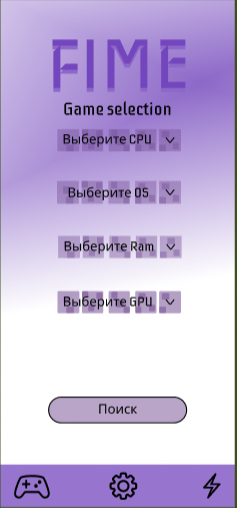 FIME
Game selection
Выберите CPU
Выберите OS
Выберите Ram
Выберите GPU
Поиск